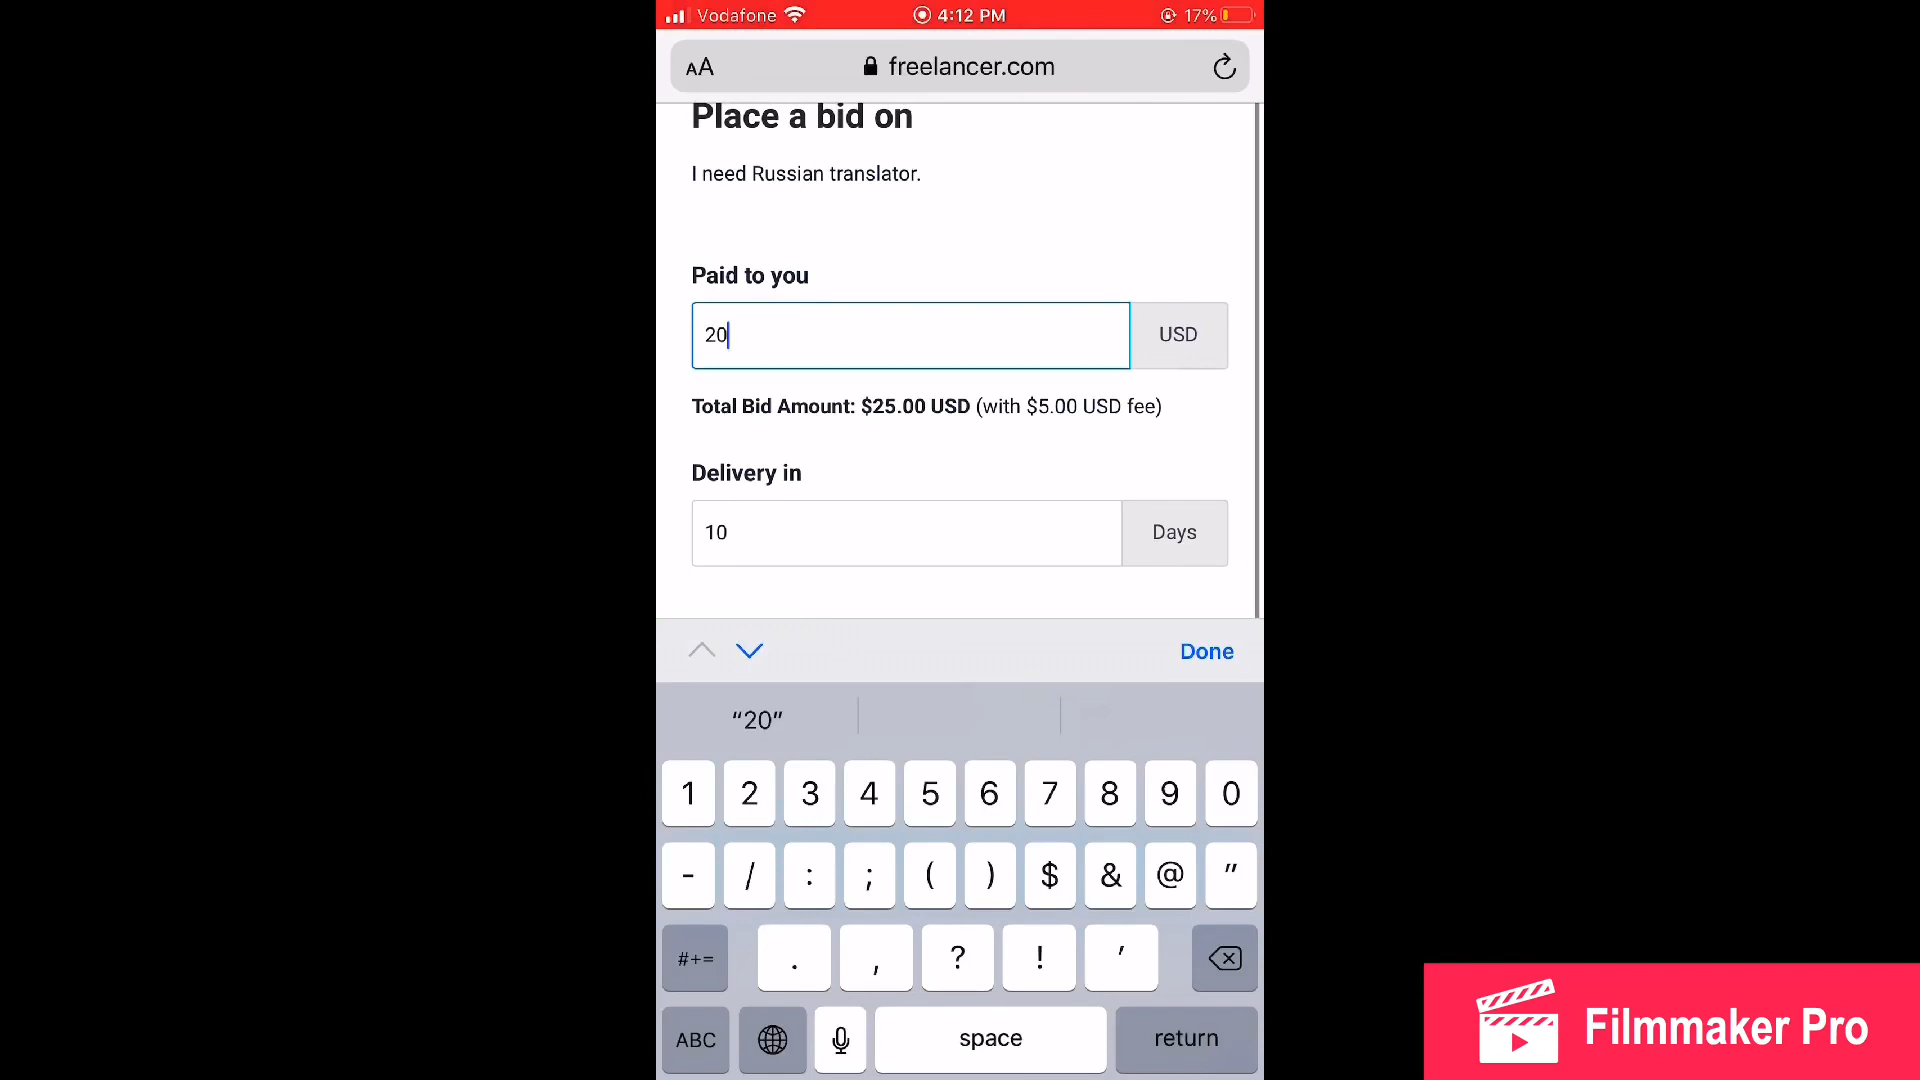 Vodafone 4:12 PM 17%
AA freelancer.com
Place a bid on
I need Russian translator.
Paid to you
20 USD
Total Bid Amount: $25.00 USD (with $5.00 USD fee)
Delivery in
10 Days
Done
“20”
1 2 3 4 5 6 7 8 9 0
- / : ; ( ) $ & @ "
#+= . , ? ! '
ABC space return
Filmmaker Pro